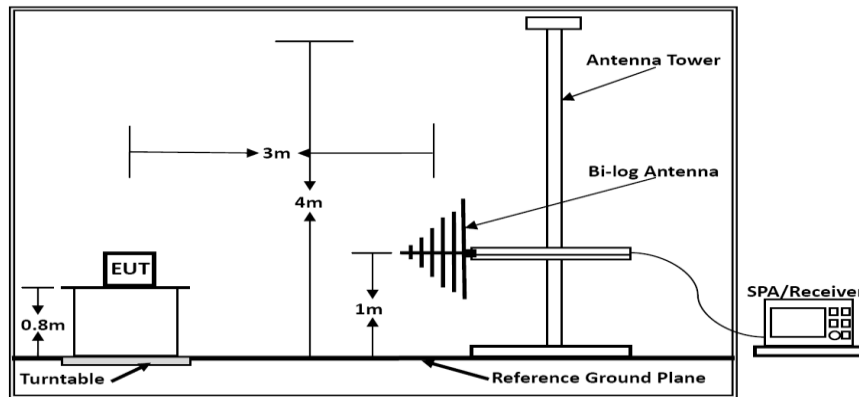 Antenna Tower
3m
Bi-log Antenna
4m
EUT
1m
SPA/Receiver
0.8m
Turntable
Reference Ground Plane